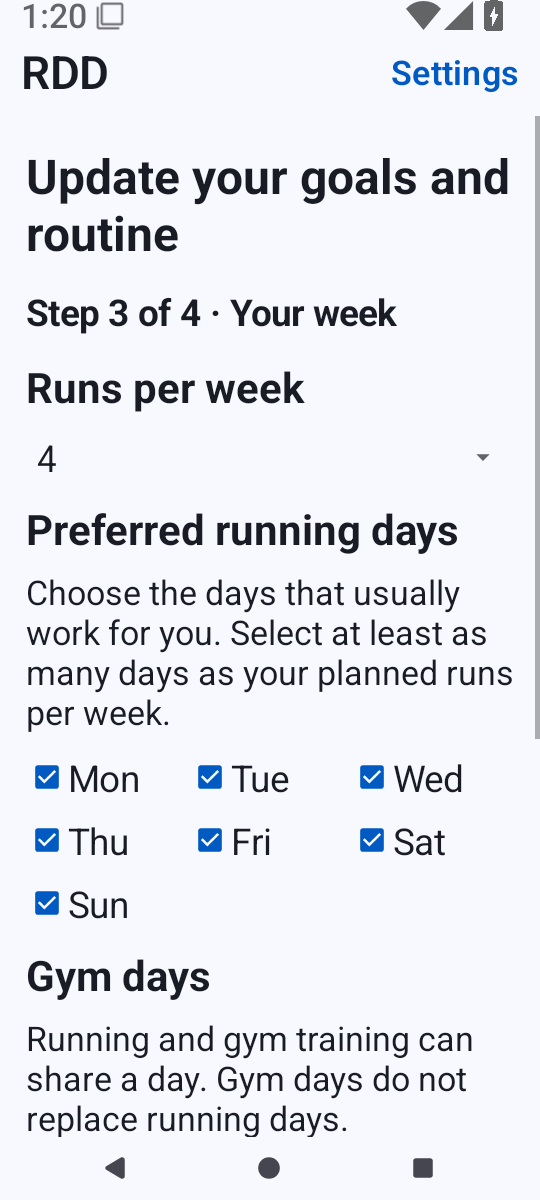 1:20
RDD
Settings
Update your goals and
routine
Step 3 of 4 · Your week
Runs per week
4
Preferred running days
Choose the days that usually
work for you. Select at least as
many days as your planned runs
per week.
Mon Tue Wed
Thu Fri Sat
Sun
Gym days
Running and gym training can
share a day. Gym days do not
replace running days.